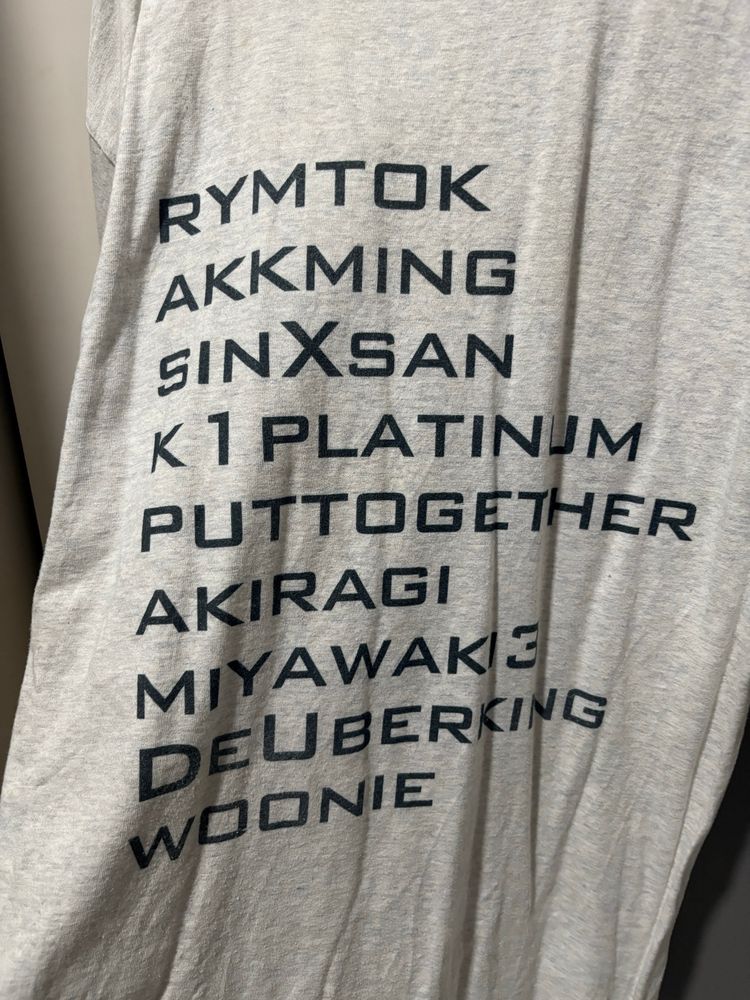 RYMTOK
AKKMING
SINXSAN
K1PLATINUM
PUTTOGETHER
AKIRAGI
MIYAWAKI3
DEUBERKING
WOONIE